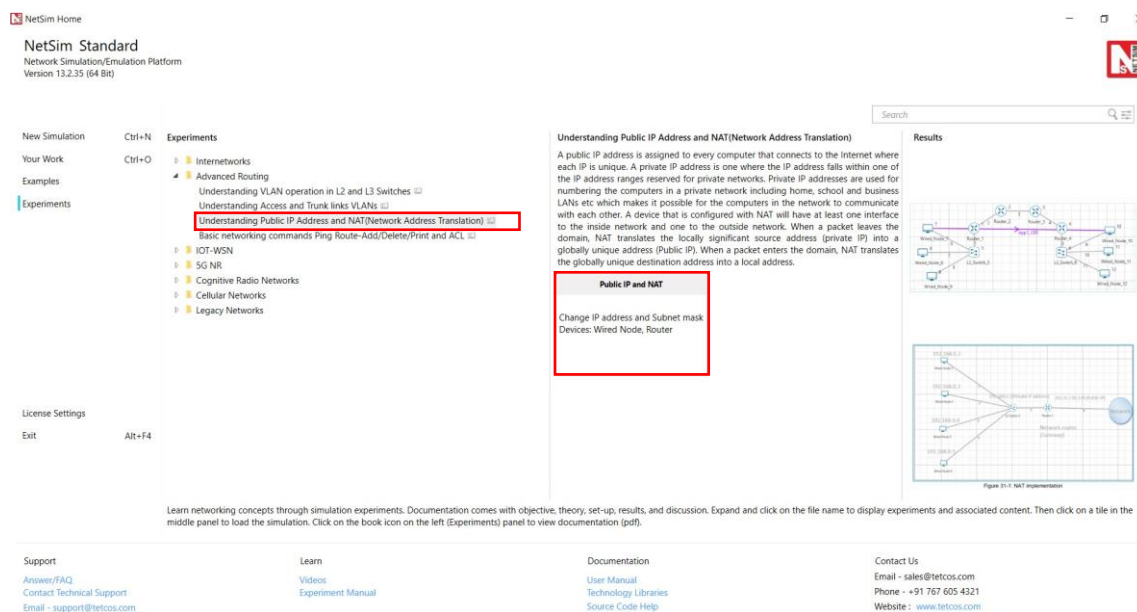 NetSim Home
NetSim Standard
Network Simulation/Emulation Platform
Version 13.2.35 (64 Bit)
NETSIM
Search
New Simulation Ctrl+N
Your Work Ctrl+O
Examples
Experiments
License Settings
Exit Alt+F4
Experiments
Internetworks
Advanced Routing
Understanding VLAN operation in L2 and L3 Switches
Understanding Access and Trunk links VLANs
Understanding Public IP Address and NAT(Network Address Translation)
Basic networking commands Ping Route-Add/Delete/Print and ACL
IOT-WSN
5G NR
Cognitive Radio Networks
Cellular Networks
Legacy Networks
Understanding Public IP Address and NAT(Network Address Translation)
A public IP address is assigned to every computer that connects to the Internet where
each IP is unique. A private IP address is one where the IP address falls within one of
the IP address ranges reserved for private networks. Private IP addresses are used for
numbering the computers in a private network including home, school and business
LANs etc which makes it possible for the computers in the network to communicate
with each other. A device that is configured with NAT will have at least one interface
to the inside network and one to the outside network. When a packet leaves the
domain, NAT translates the locally significant source address (private IP) into a
globally unique address (Public IP). When a packet enters the domain, NAT translates
the globally unique destination address into a local address.
Public IP and NAT
Change IP address and Subnet mask
Devices: Wired Node, Router
Results
Figure 31-1: NAT implementation
Learn networking concepts through simulation experiments. Documentation comes with objective, theory, set-up, results, and discussion. Expand and click on the file name to display experiments and associated content. Then click on a tile in the
middle panel to load the simulation. Click on the book icon on the left (Experiments) panel to view documentation (pdf).
Support
Answer/FAQ
Contact Technical Support
Email - support@tetcos.com
Learn
Videos
Experiment Manual
Documentation
User Manual
Technology Libraries
Source Code Help
Contact Us
Email - sales@tetcos.com
Phone - +91 767 605 4321
Website : www.tetcos.com